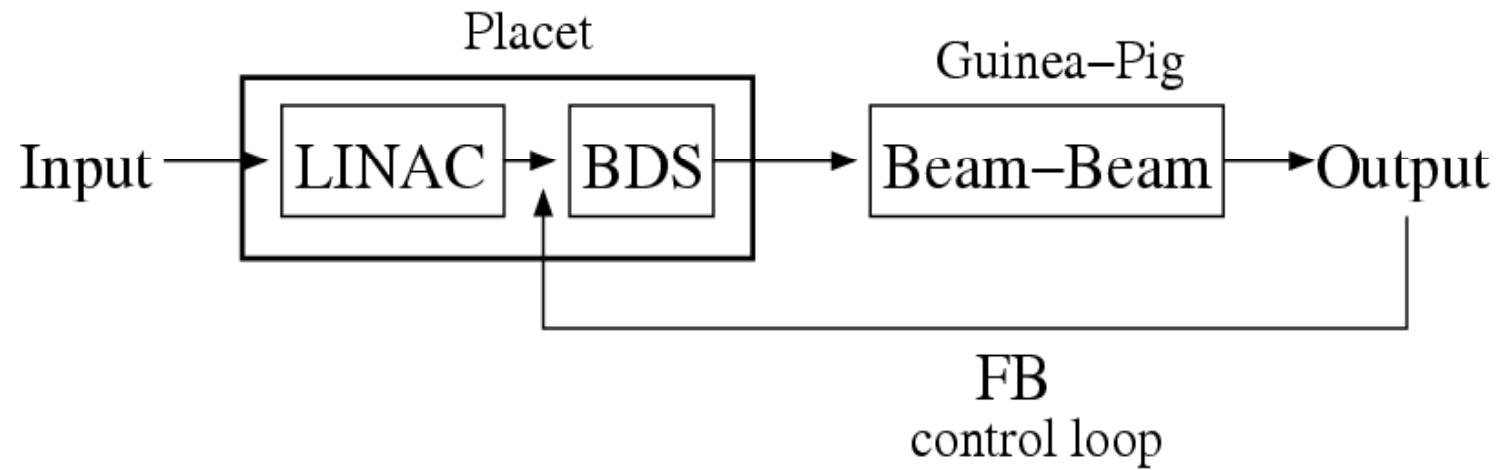 Placet
Guinea–Pig
Input
LINAC
BDS
Beam–Beam
Output
FB
control loop